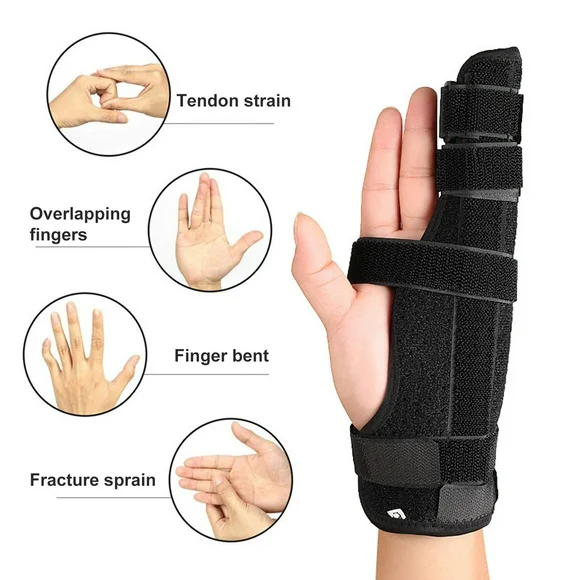 Tendon strain
Overlapping
fingers
Finger bent
Fracture sprain